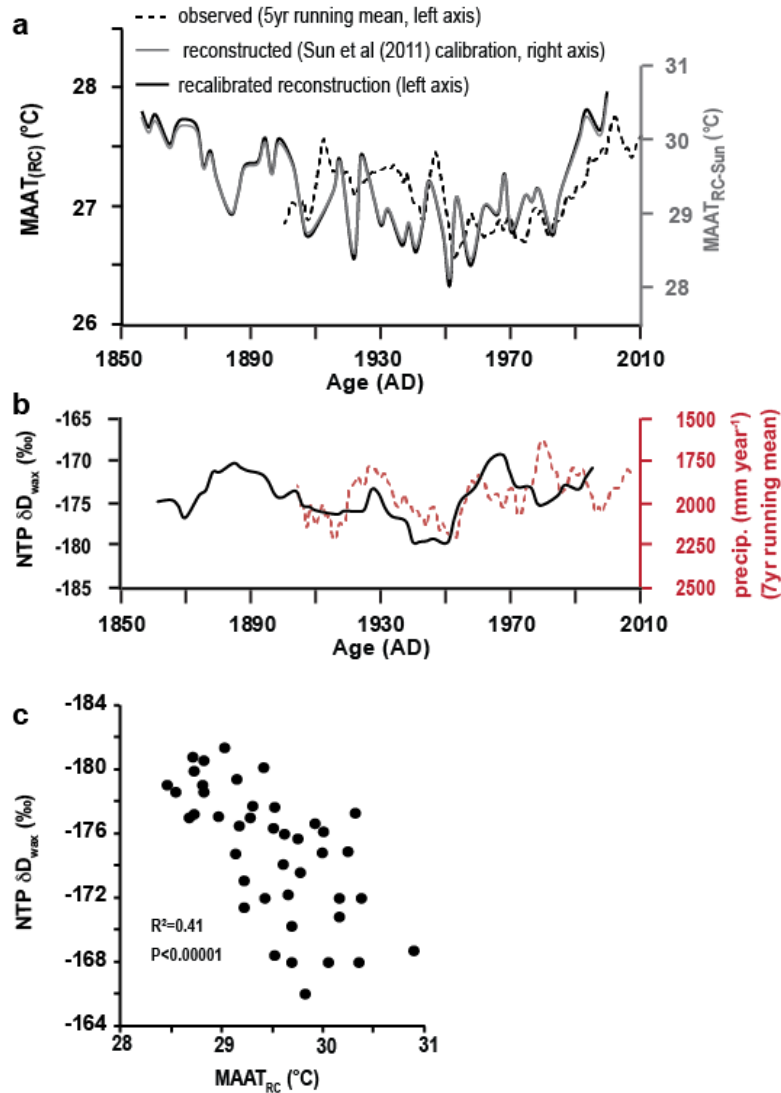 a
observed (5yr running mean, left axis)
reconstructed (Sun et al (2011) calibration, right axis)
recalibrated reconstruction (left axis)
MAAT(RC) (°C)
28
27
26
31
30
29
28
MAATRC-Sun (°C)
1850
1890
1930
1970
2010
Age (AD)
b
NTP δDwax (‰)
-165
-170
-175
-180
-185
1500
1750
2000
2250
2500
precip. (mm year-1)
(7yr running mean)
1850
1890
1930
1970
2010
Age (AD)
c
NTP δDwax (‰)
-184
-180
-176
-172
-168
-164
R²=0.41
P<0.00001
28
29
30
31
MAATRC (°C)